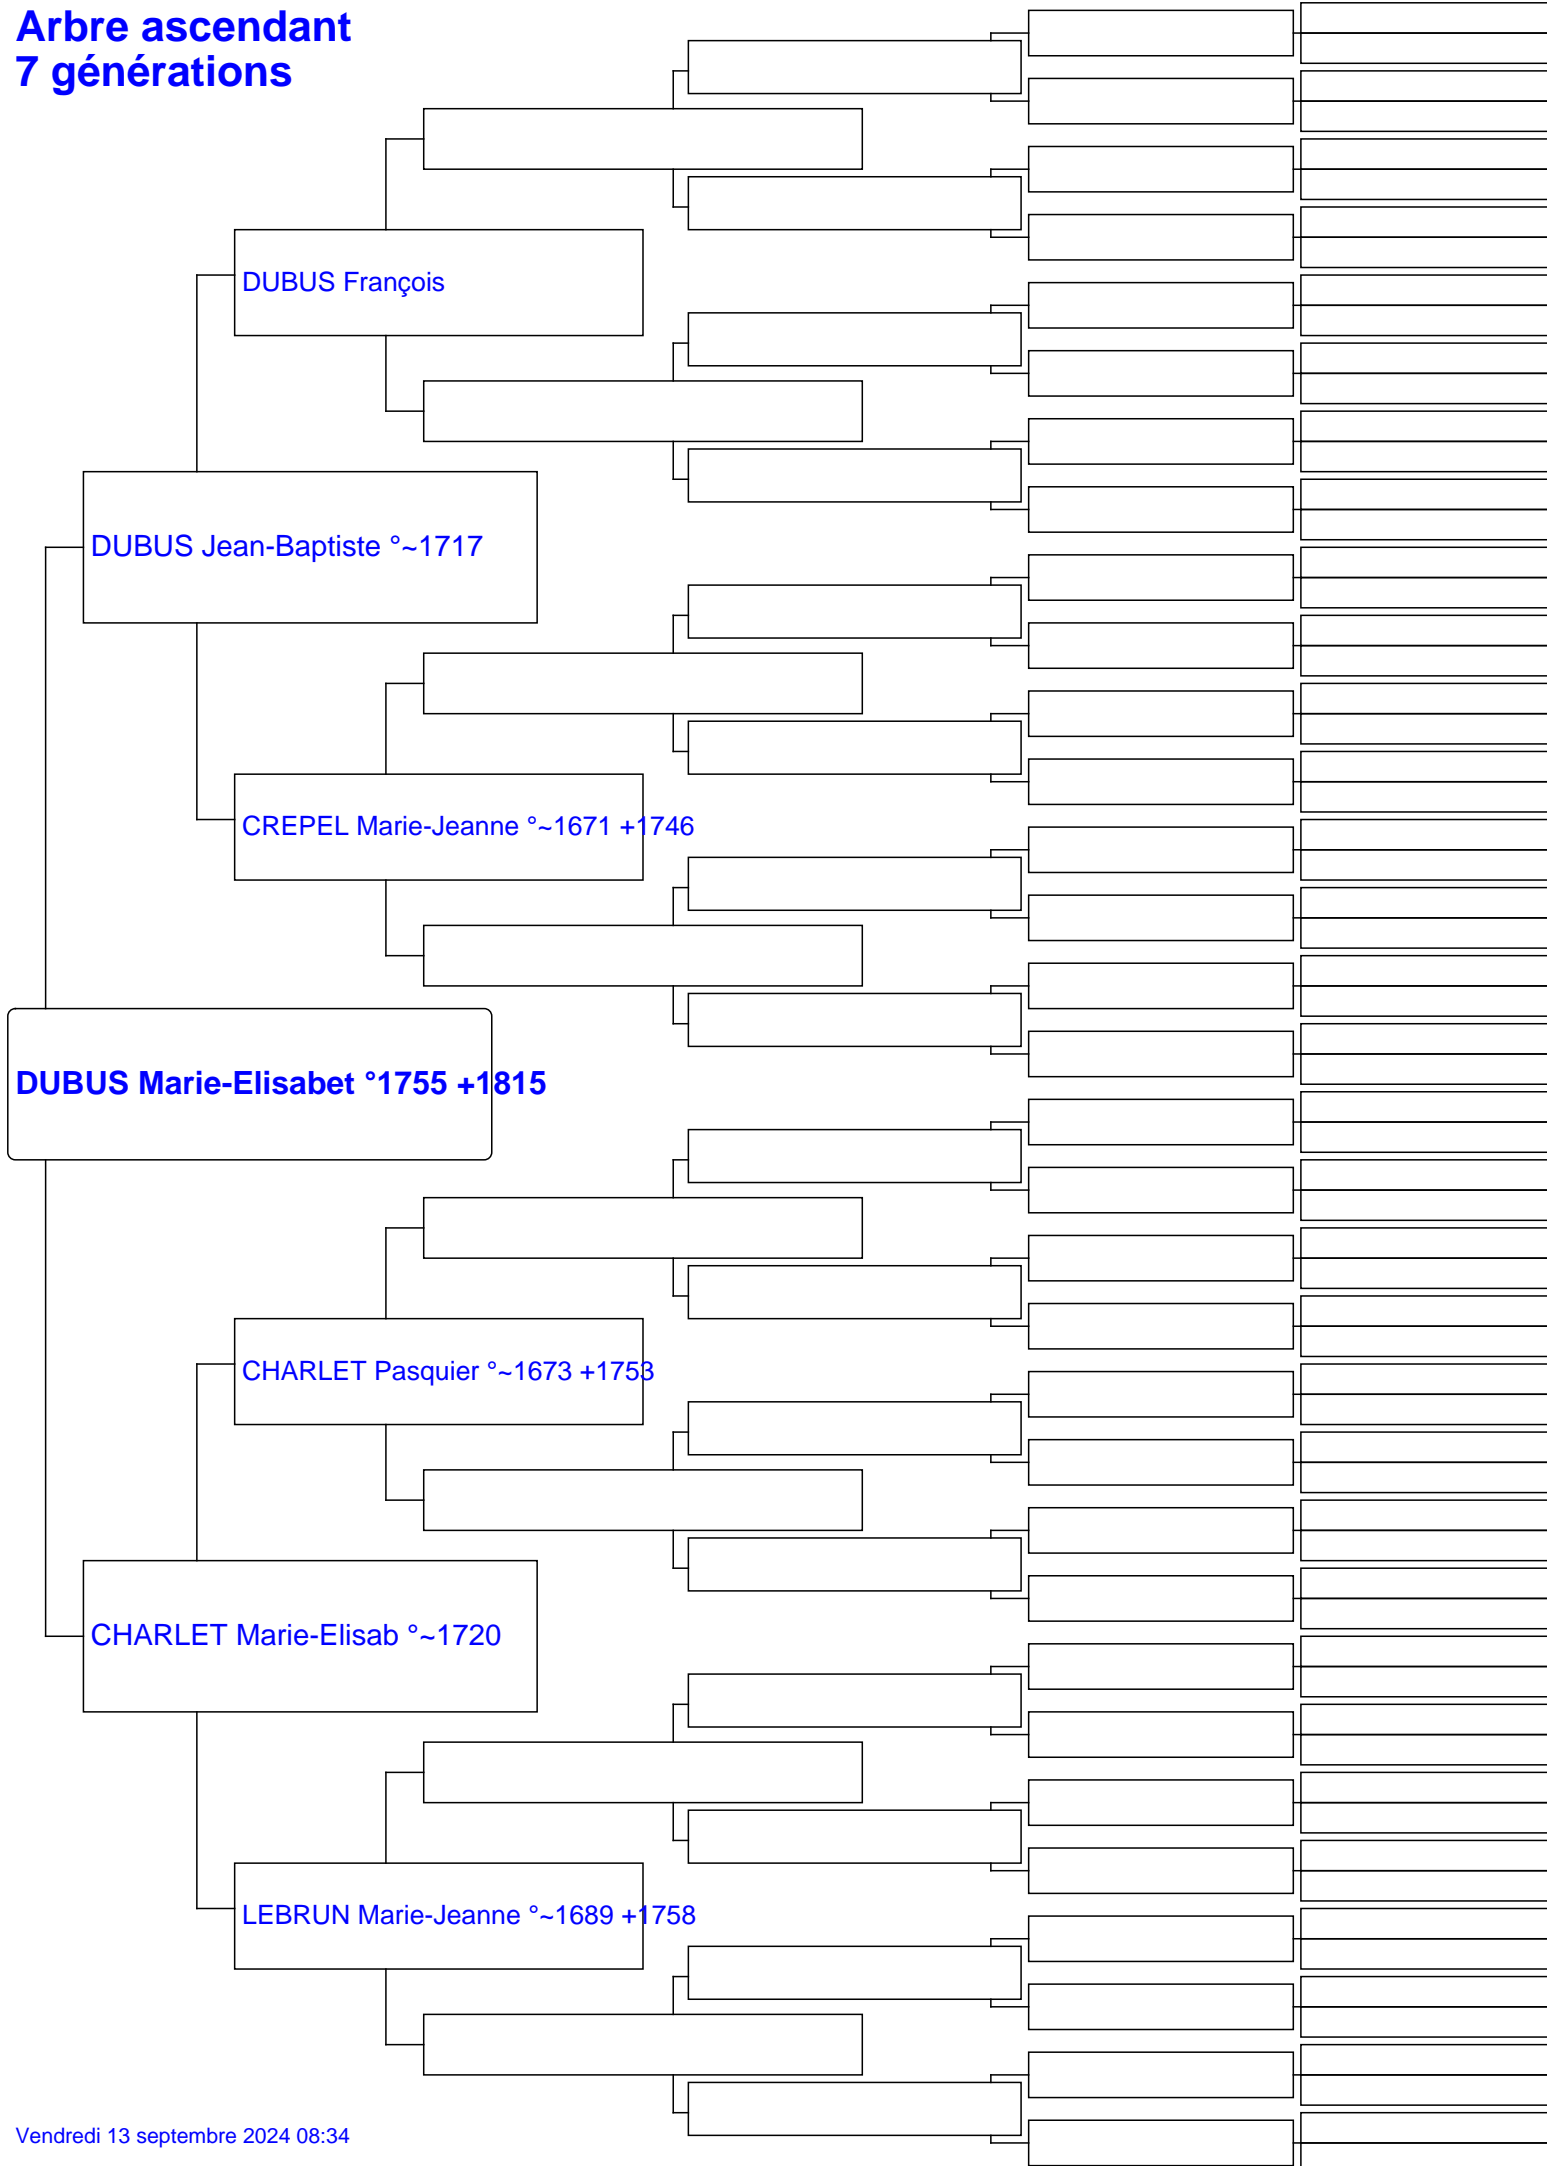 Arbre ascendant
7 générations
DUBUS François
DUBUS Jean-Baptiste °~1717
CREPEL Marie-Jeanne °~1671 +1746
DUBUS Marie-Elisabet °1755 +1815
CHARLET Pasquier °~1673 +1753
CHARLET Marie-Elisab °~1720
LEBRUN Marie-Jeanne °~1689 +1758
Vendredi 13 septembre 2024 08:34